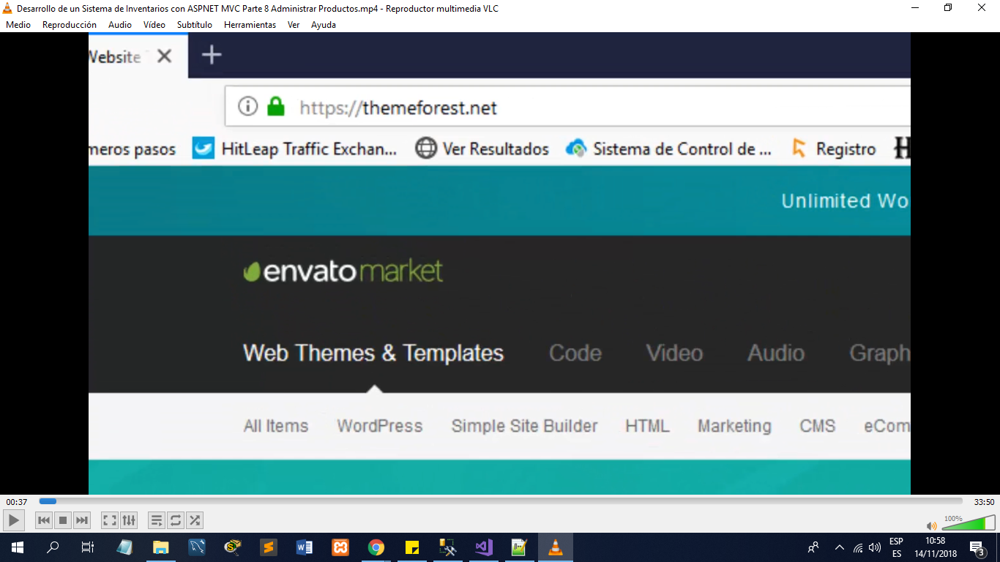 Desarrollo de un Sistema de Inventarios con ASPNET MVC Parte 8 Administrar Productos.mp4 - Reproductor multimedia VLC
Medio Reproducción Audio Vídeo Subtítulo Herramientas Ver Ayuda
Website
https://themeforest.net
meros pasos HitLeap Traffic Exchan... Ver Resultados Sistema de Control de ... Registro H
Unlimited Wo
envato market
Web Themes & Templates Code Video Audio Graph
All Items WordPress Simple Site Builder HTML Marketing CMS eCom
00:37 33:50
100%
ESP 10:58
ES 14/11/2018 3